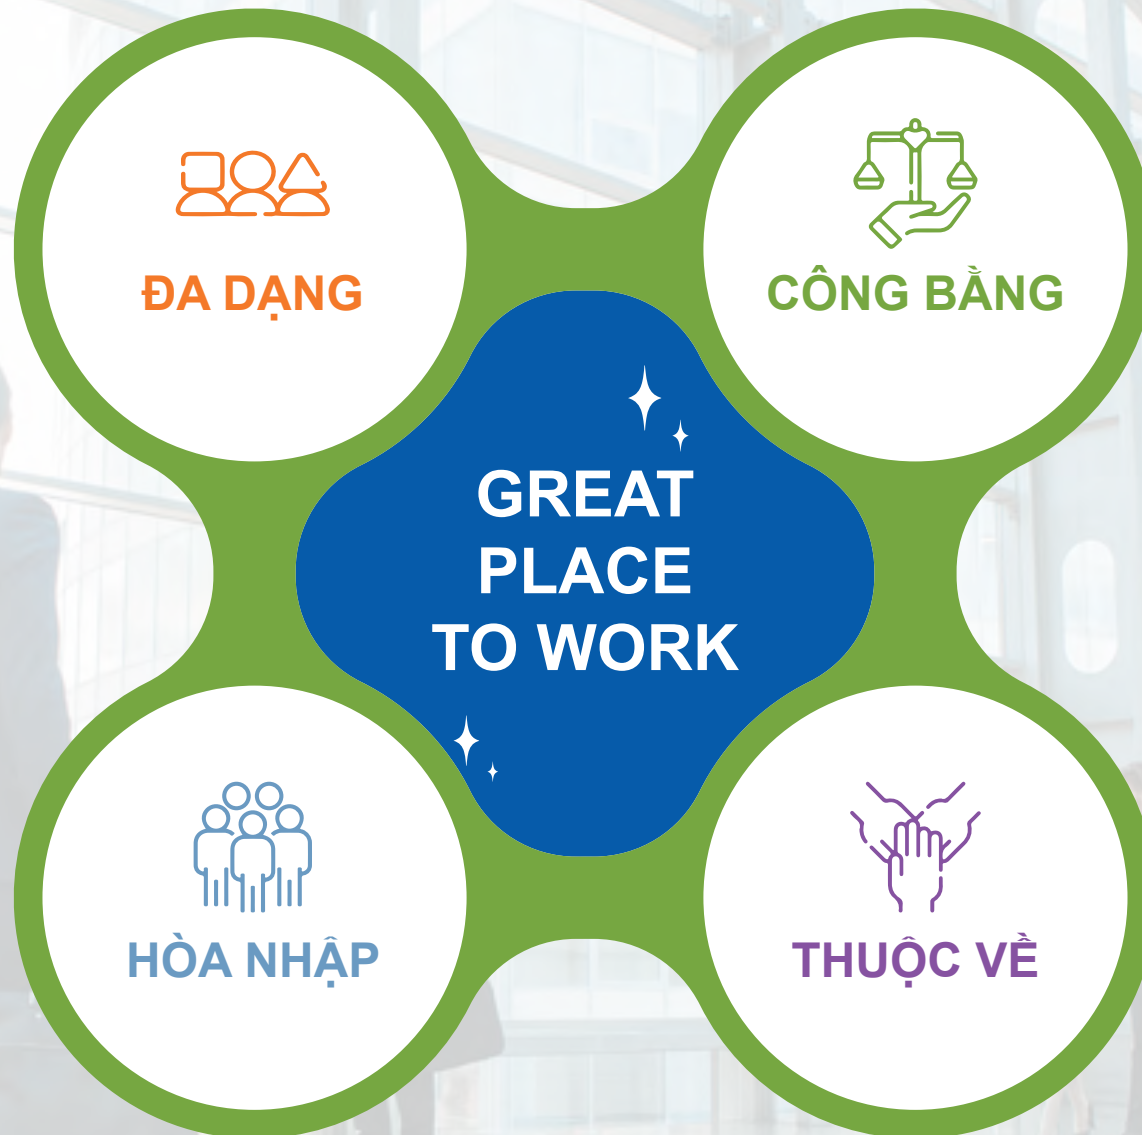 ĐA DẠNG
CÔNG BẰNG
GREAT
PLACE
TO WORK
HÒA NHẬP
THUỘC VỀ